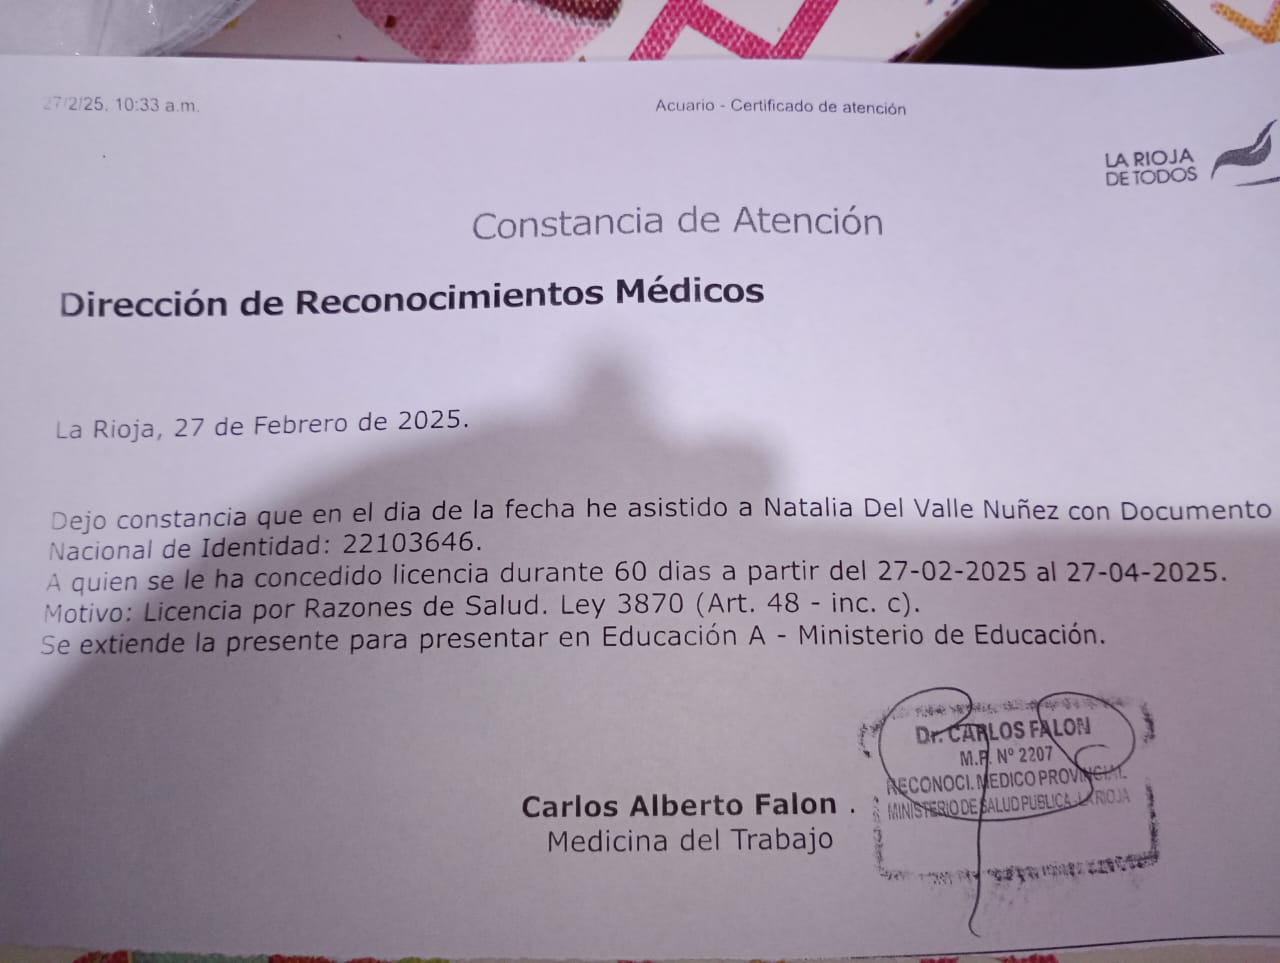 27/2/25, 10:33 a.m.
Acuario - Certificado de atención
LA RIOJA
DE TODOS
Constancia de Atención
Dirección de Reconocimientos Médicos
La Rioja, 27 de Febrero de 2025.
Dejo constancia que en el dia de la fecha he asistido a Natalia Del Valle Nuñez con Documento
Nacional de Identidad: 22103646.
A quien se le ha concedido licencia durante 60 dias a partir del 27-02-2025 al 27-04-2025.
Motivo: Licencia por Razones de Salud. Ley 3870 (Art. 48 - inc. c).
Se extiende la presente para presentar en Educación A - Ministerio de Educación.
Dr. CARLOS FALON
M.P. Nº 2207
RECONOCI. MEDICO PROVINCIAL
MINISTERIO DE SALUD PUBLICA - LA RIOJA
Carlos Alberto Falon .
Medicina del Trabajo